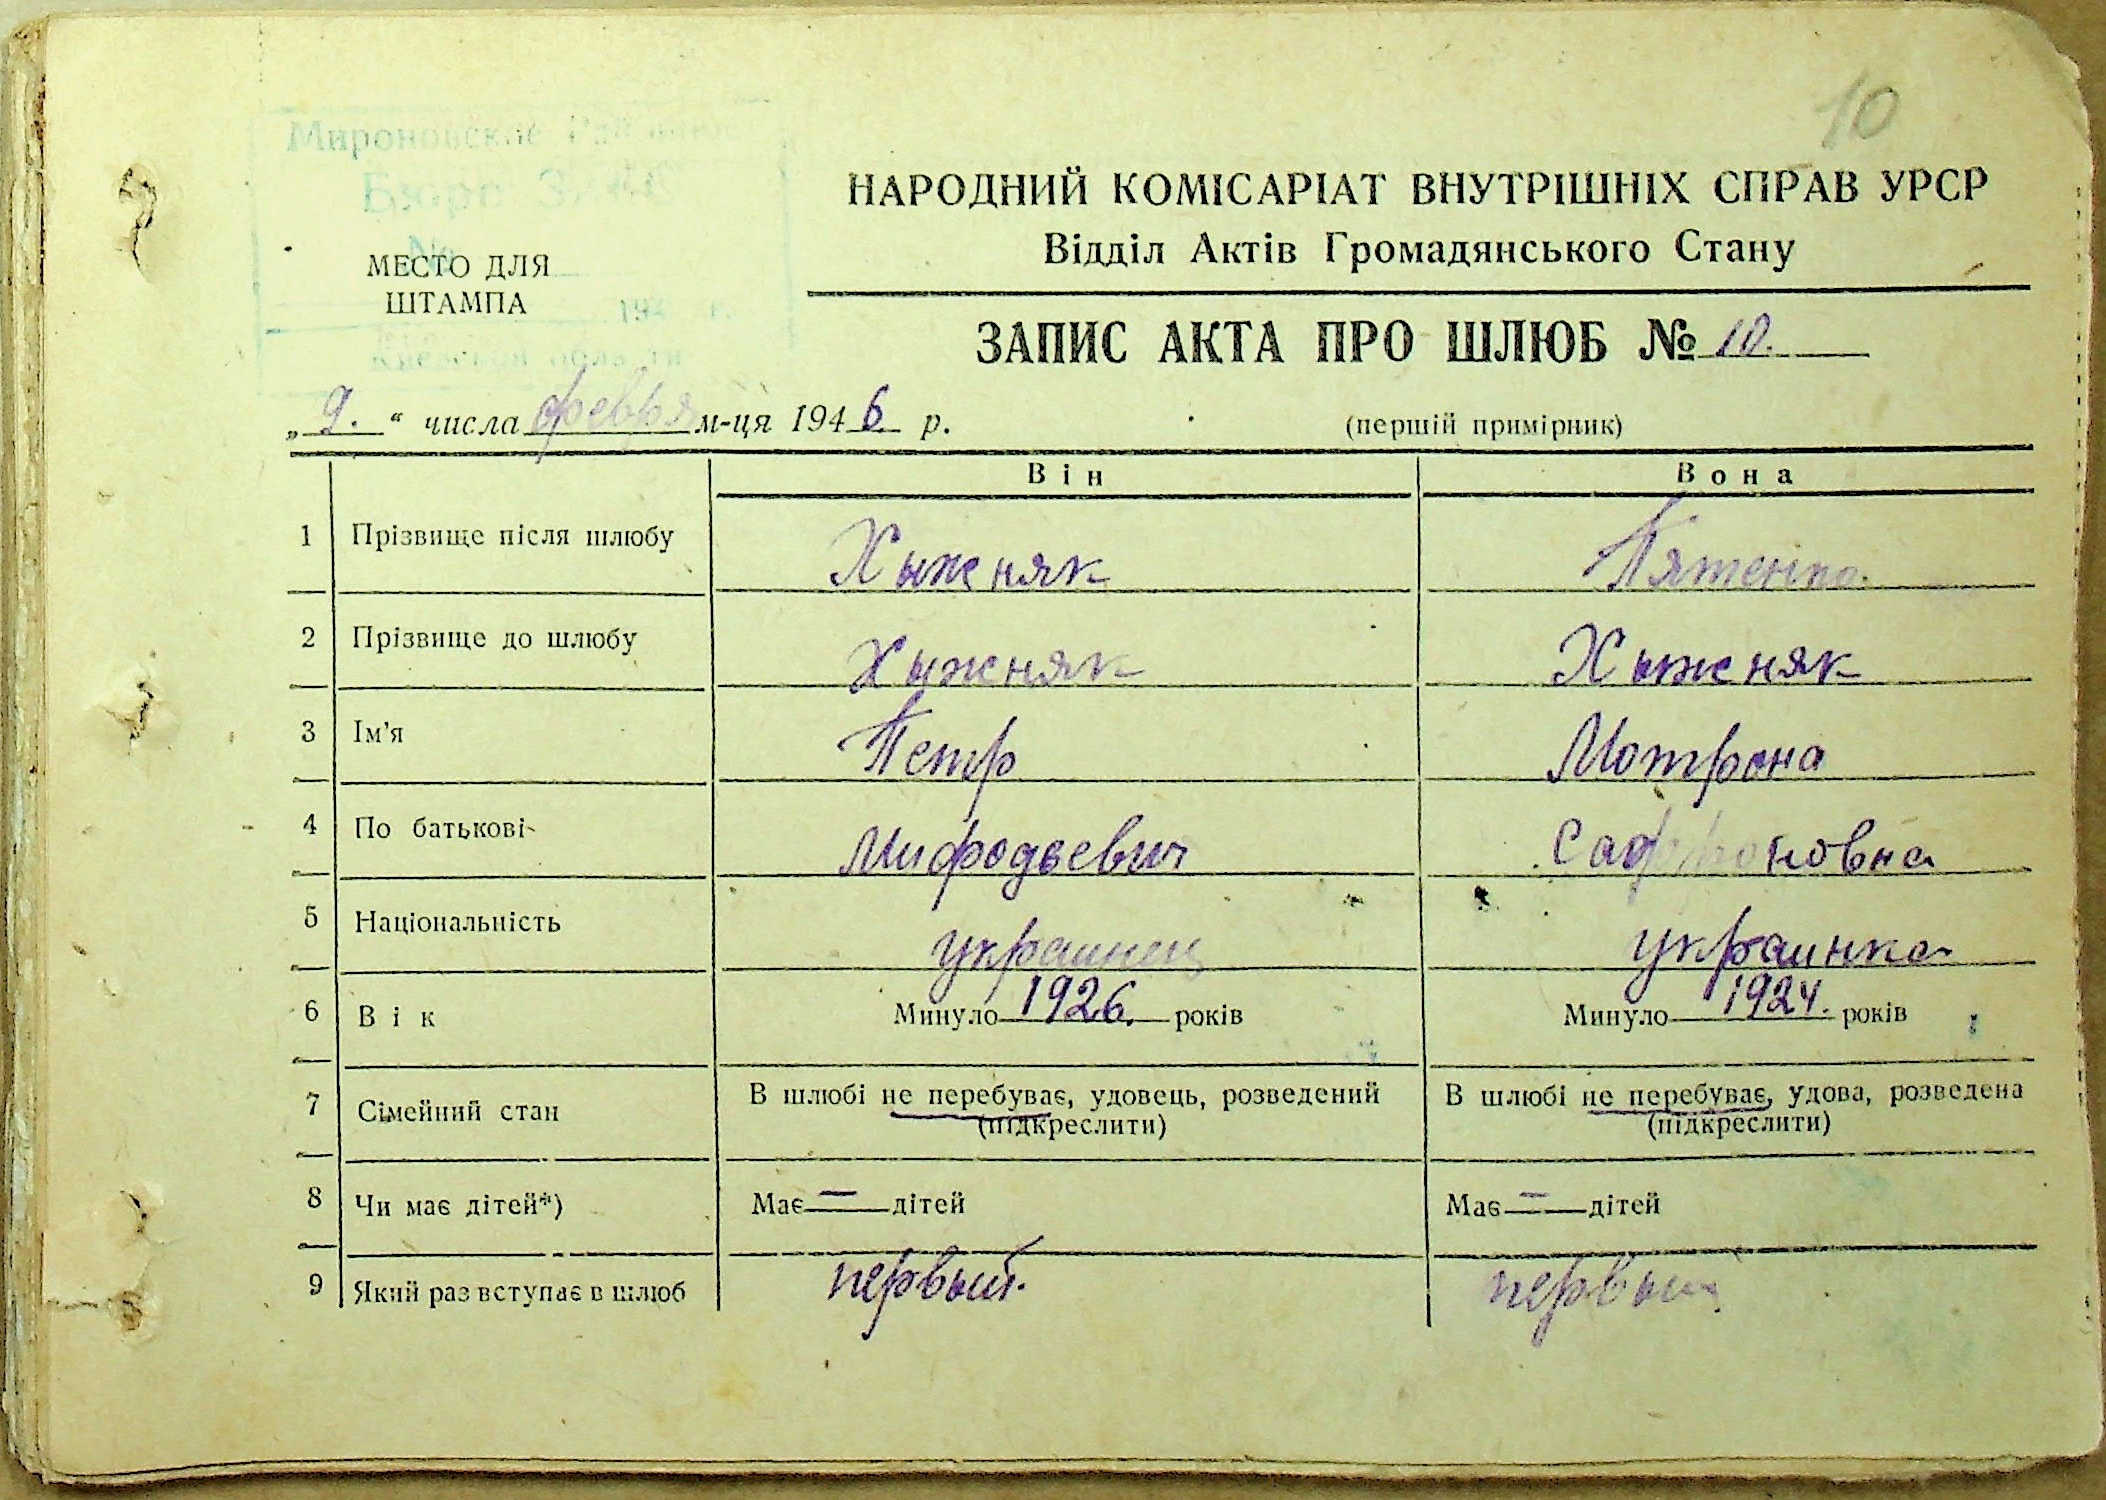 10
Мироновское
Бюро ЗАГС
№
194 г.
Киевской области
МЕСТО ДЛЯ
ШТАМПА
НАРОДНИЙ КОМІСАРІАТ ВНУТРІШНІХ СПРАВ УРСР
Відділ Актів Громадянського Стану
ЗАПИС АКТА ПРО ШЛЮБ № 10.
„ 9. “ числа февря м-ця 1946 р.
(перший примірник)
Він Вона
1 Прізвище після шлюбу Хыжняк Пятенко.
2 Прізвище до шлюбу Хыжняк Хыжняк
3 Ім'я Петр Мотрона
4 По батькові Мифодьевич
5 Національність украинец украинка
6 Вік Минуло 1926. років Минуло 1924. років
7 Сімейний стан В шлюбі не перебуває, удовець, розведений В шлюбі не перебуває, удова, розведена
(підкреслити) (підкреслити)
8 Чи має дітей*) Має — дітей Має — дітей
9 Який раз вступає в шлюб первый. первый